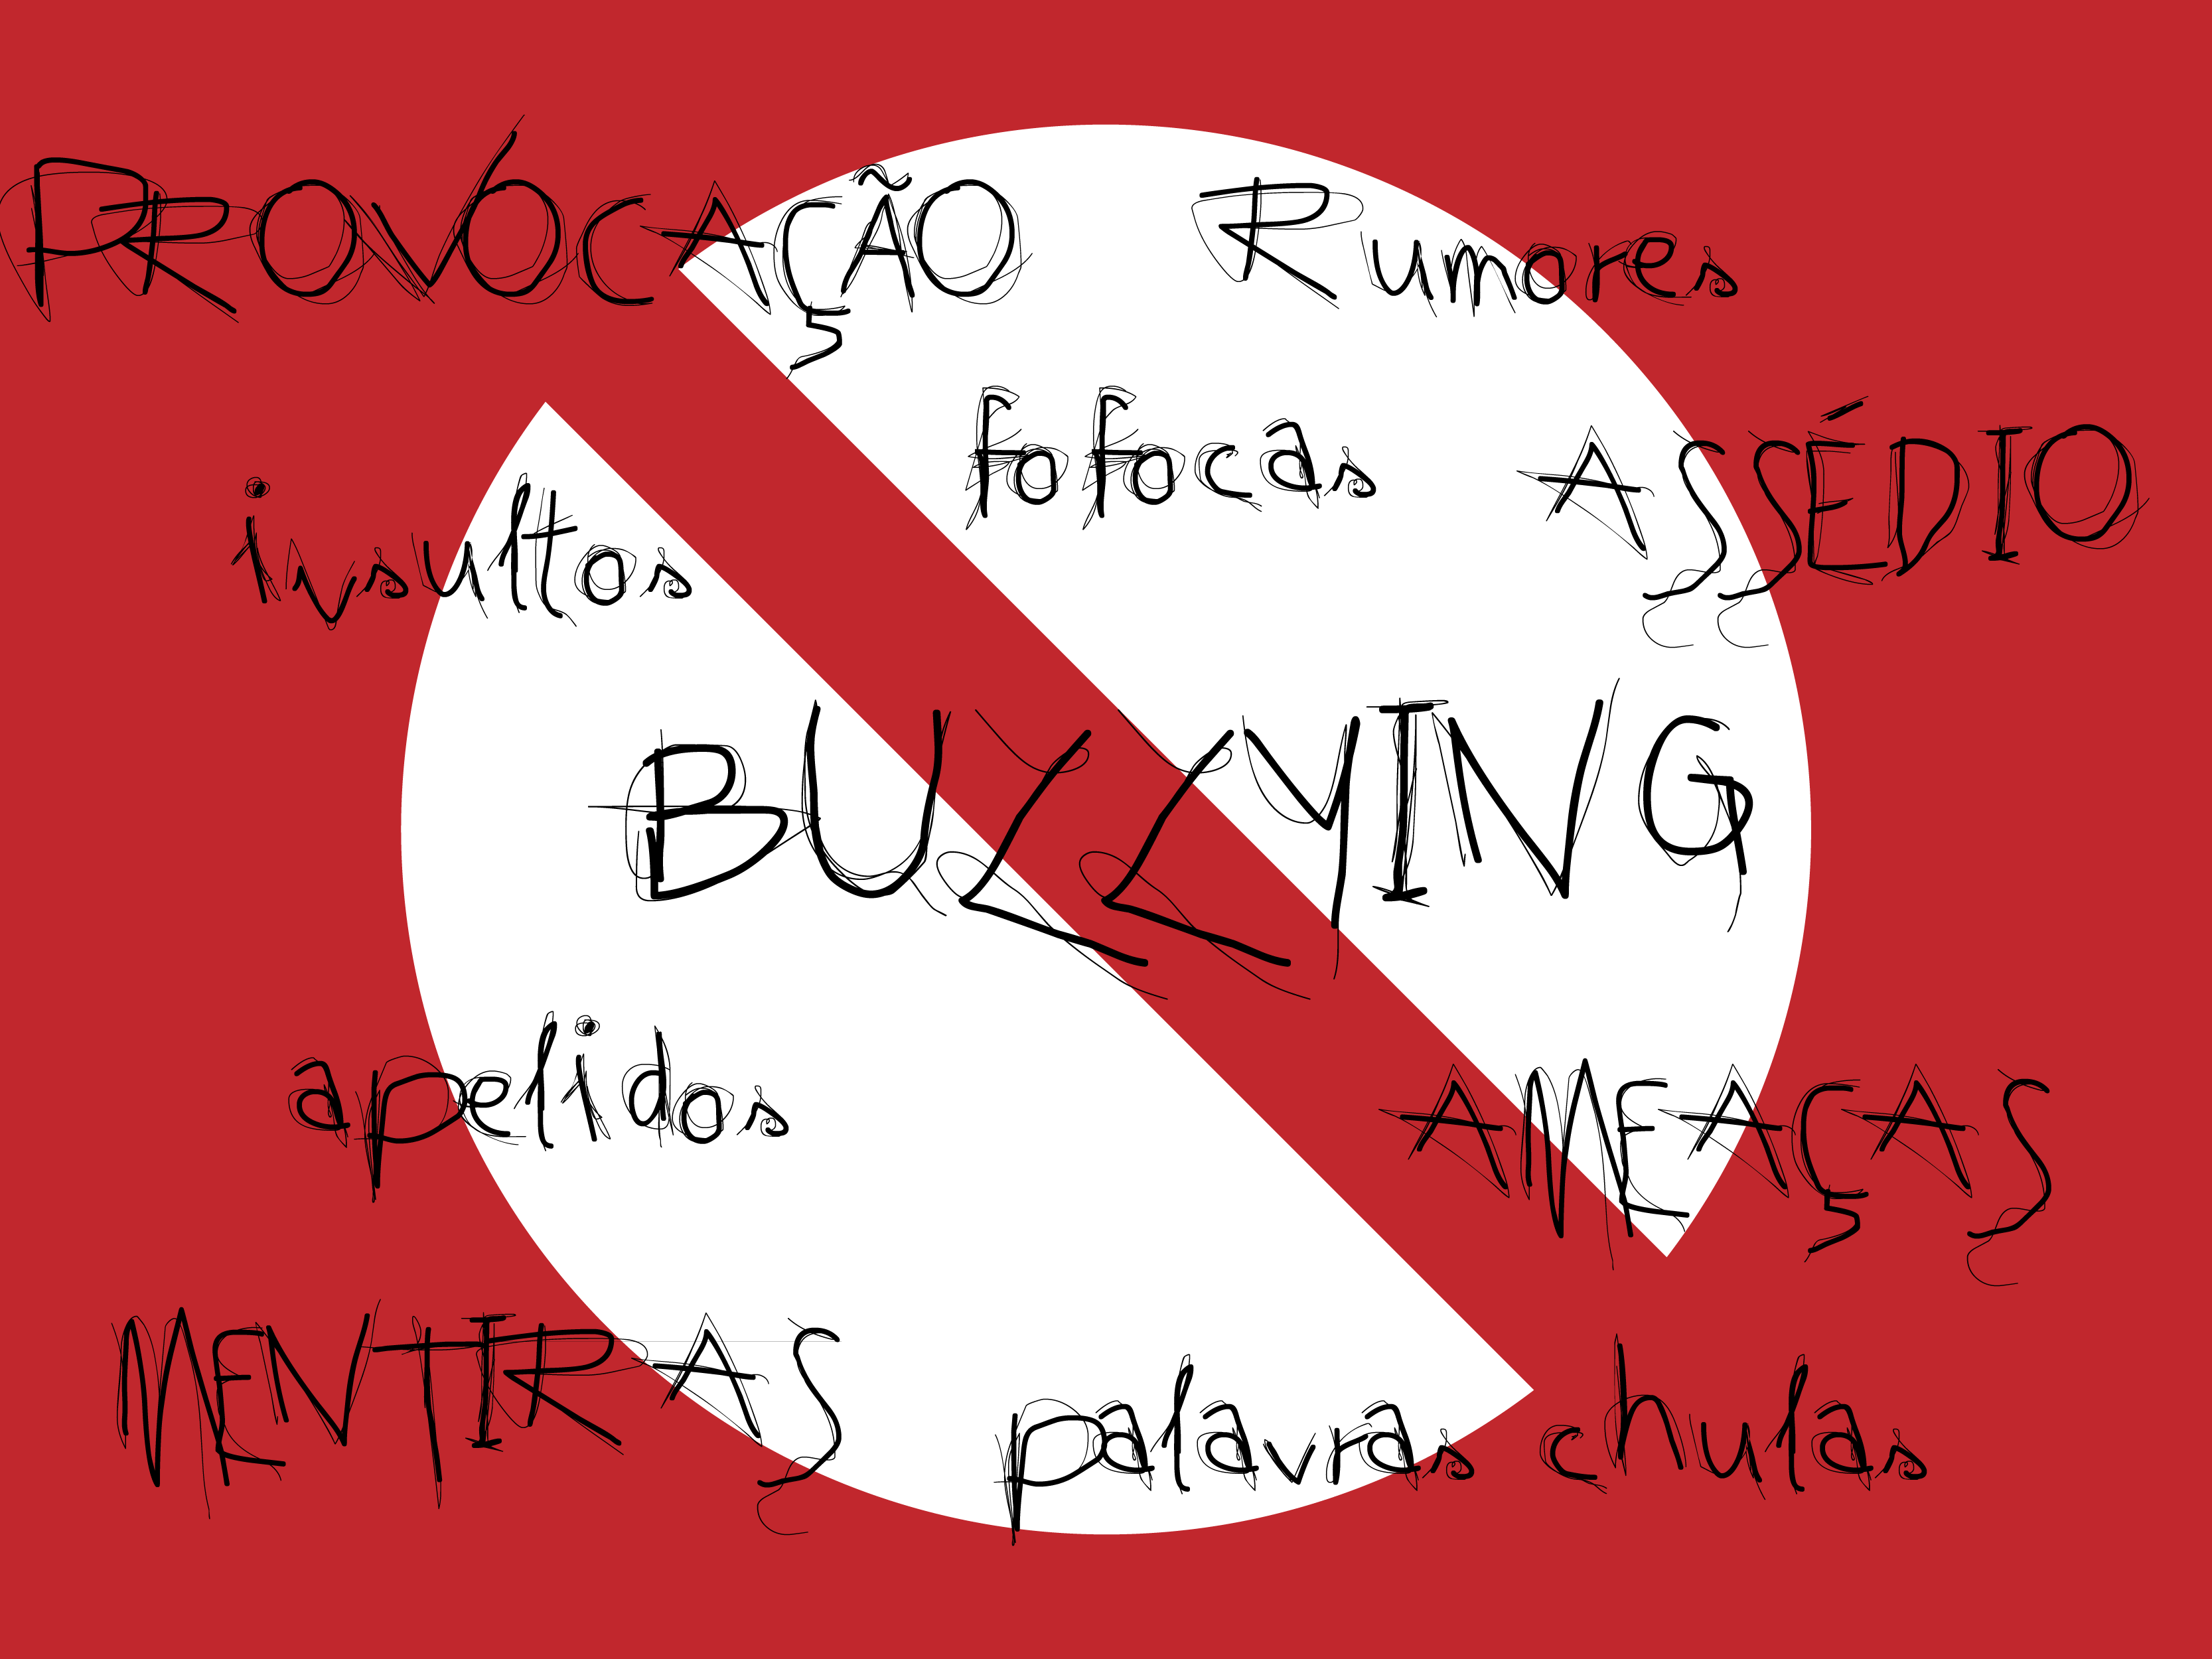 PROVOCAÇÃO Rumores
fofocas ASSÉDIO
insultos
BULLYING
apelidos AMEAÇAS
MENTIRAS palavras chulas